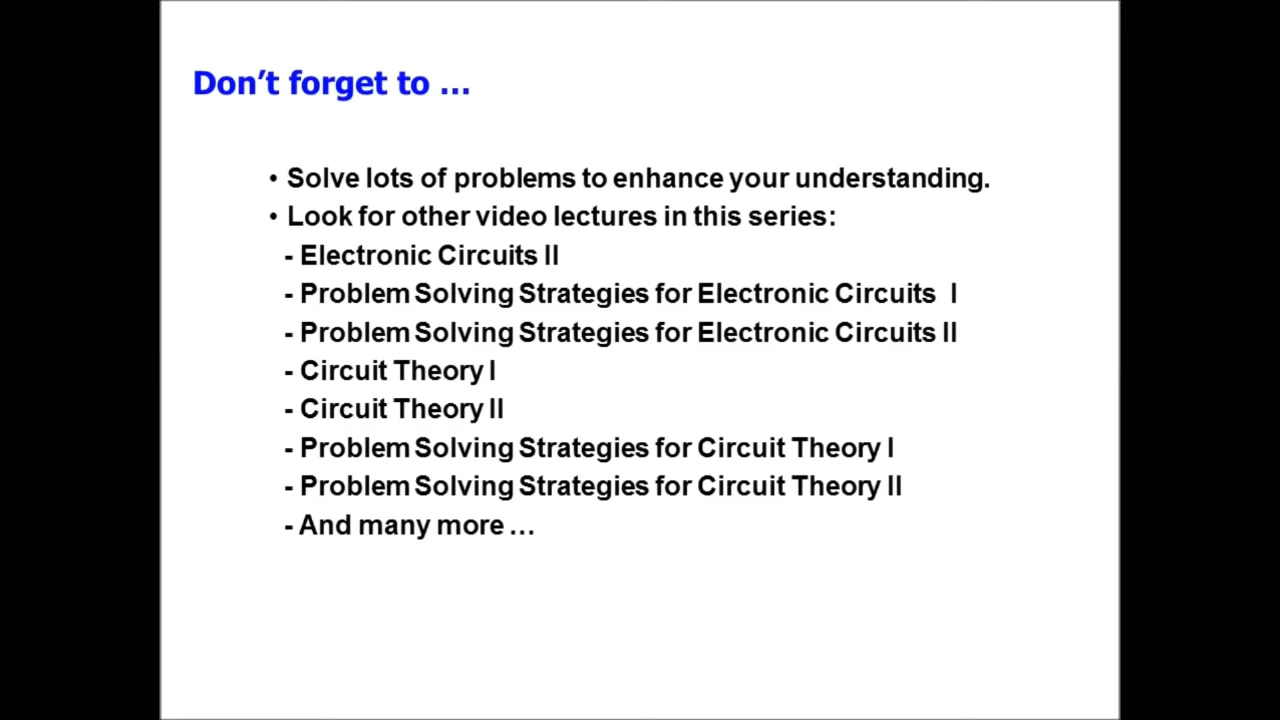 Don’t forget to …
• Solve lots of problems to enhance your understanding.
• Look for other video lectures in this series:
- Electronic Circuits II
- Problem Solving Strategies for Electronic Circuits I
- Problem Solving Strategies for Electronic Circuits II
- Circuit Theory I
- Circuit Theory II
- Problem Solving Strategies for Circuit Theory I
- Problem Solving Strategies for Circuit Theory II
- And many more …